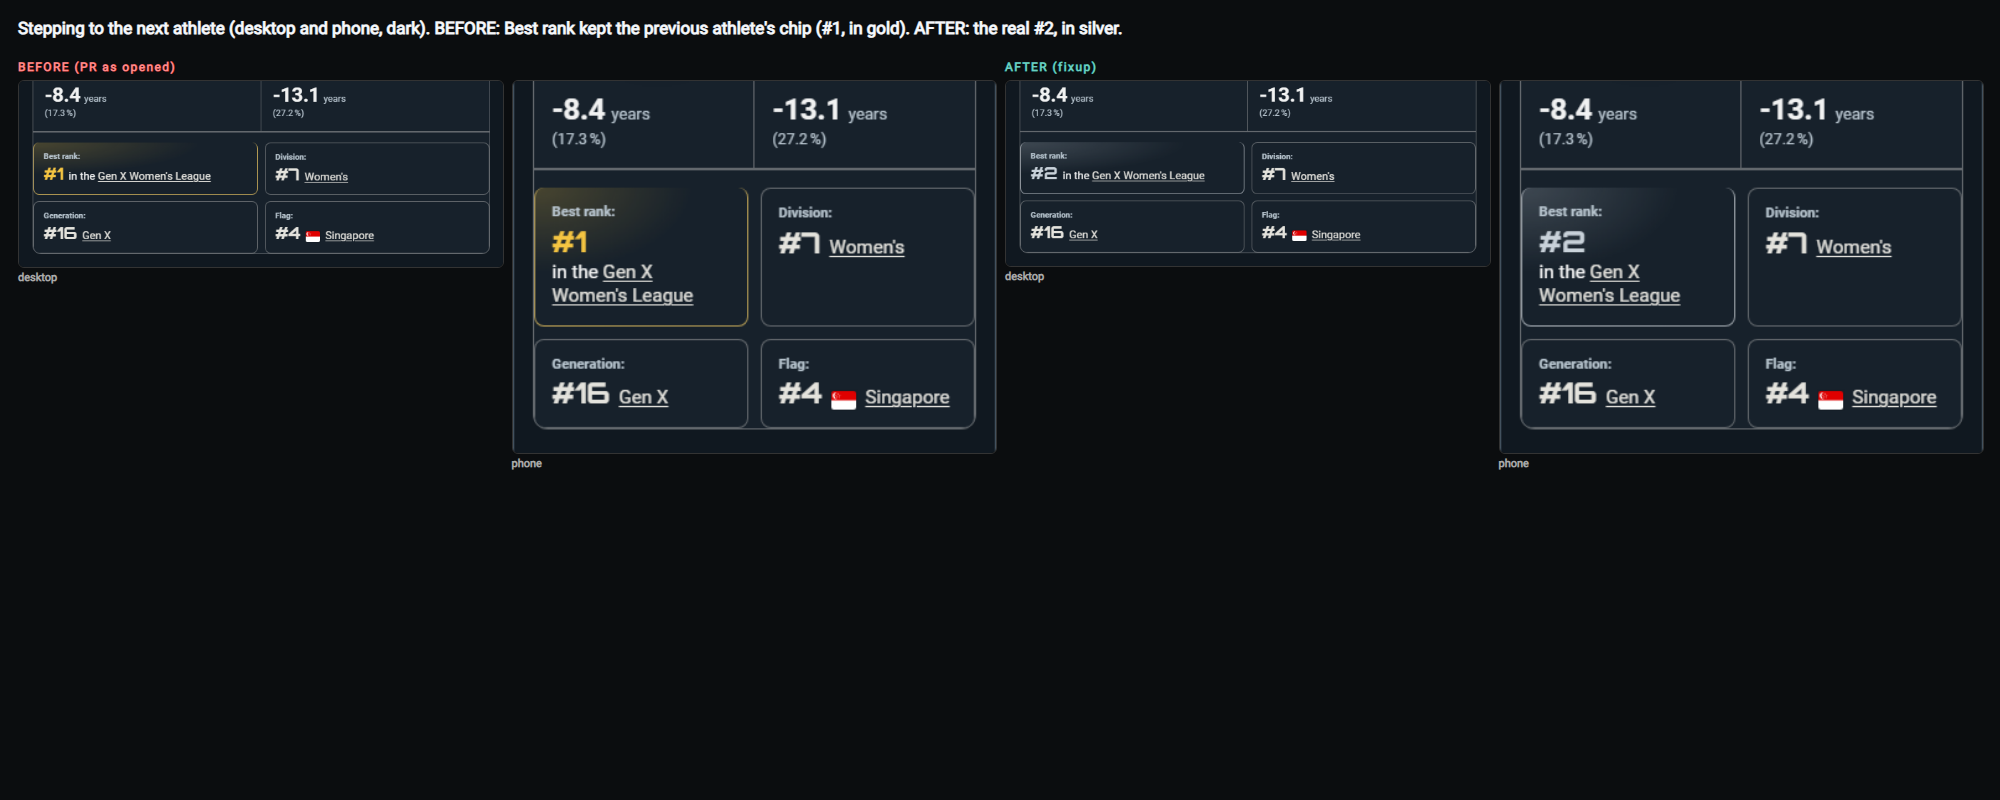 Stepping to the next athlete (desktop and phone, dark). BEFORE: Best rank kept the previous athlete's chip (#1, in gold). AFTER: the real #2, in silver.
BEFORE (PR as opened)
-8.4 years
(17.3 %)
-13.1 years
(27.2 %)
Best rank:
#1 in the Gen X Women's League
Division:
#7 Women's
Generation:
#16 Gen X
Flag:
#4 Singapore
desktop
-8.4 years
(17.3 %)
-13.1 years
(27.2 %)
Best rank:
#1
in the Gen X
Women's League
Division:
#7 Women's
Generation:
#16 Gen X
Flag:
#4 Singapore
phone
AFTER (fixup)
-8.4 years
(17.3 %)
-13.1 years
(27.2 %)
Best rank:
#2 in the Gen X Women's League
Division:
#7 Women's
Generation:
#16 Gen X
Flag:
#4 Singapore
desktop
-8.4 years
(17.3 %)
-13.1 years
(27.2 %)
Best rank:
#2
in the Gen X
Women's League
Division:
#7 Women's
Generation:
#16 Gen X
Flag:
#4 Singapore
phone